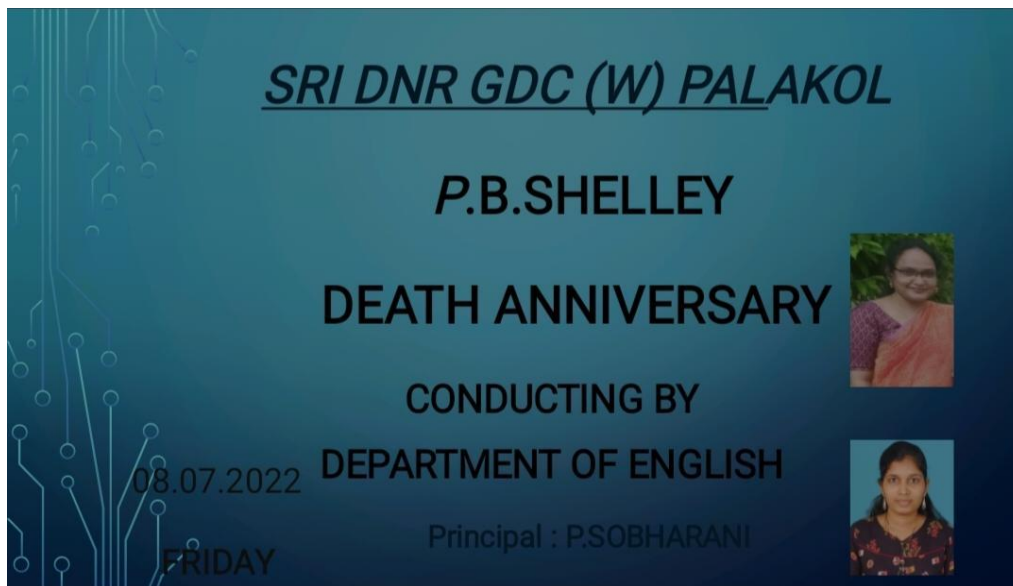 SRI DNR GDC (W) PALAKOL
P.B.SHELLEY
DEATH ANNIVERSARY
CONDUCTING BY
DEPARTMENT OF ENGLISH
08.07.2022
Principal : P.SOBHARANI
FRIDAY